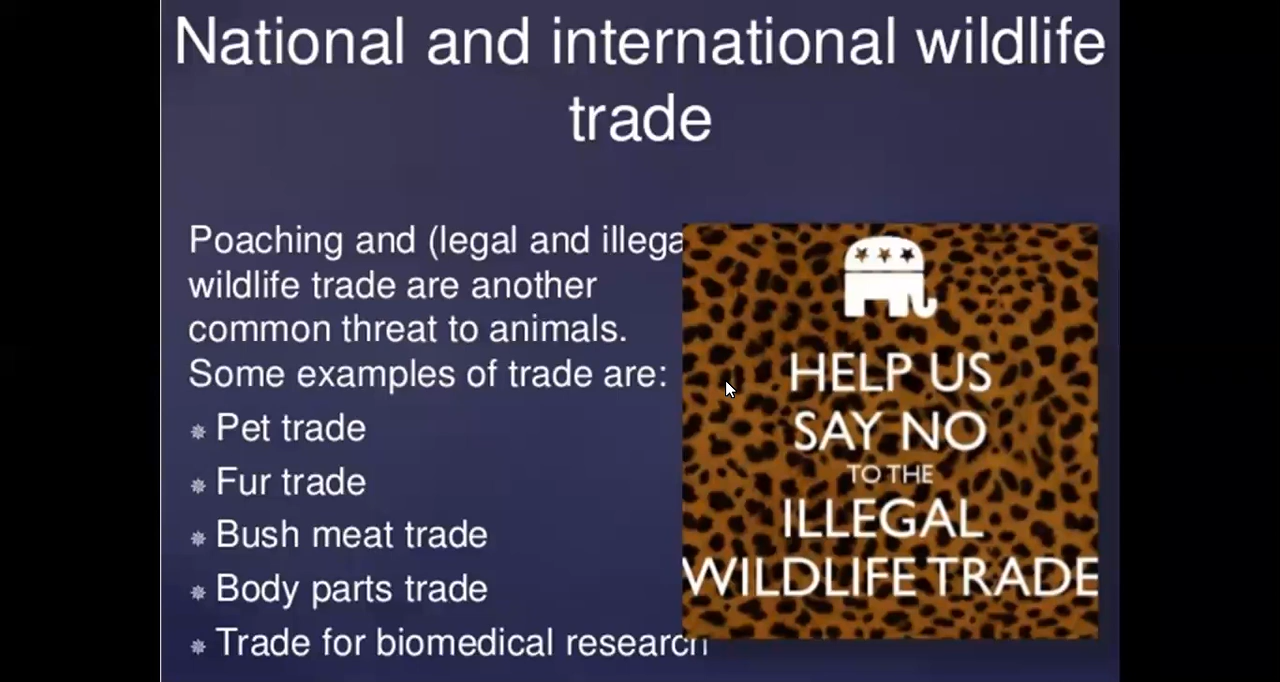 National and international wildlife
trade
Poaching and (legal and illega
wildlife trade are another
common threat to animals.
Some examples of trade are:
Pet trade
Fur trade
Bush meat trade
Body parts trade
Trade for biomedical research
HELP US
SAY NO
TO THE
ILLEGAL
WILDLIFE TRADE